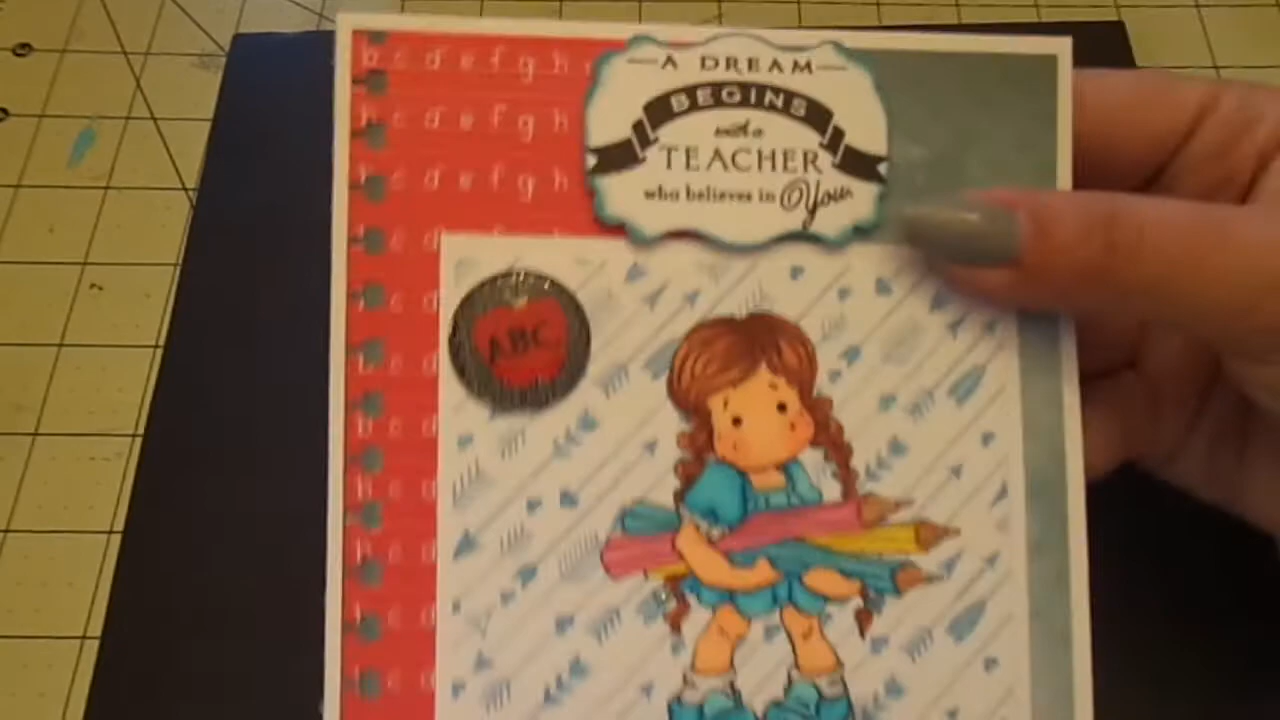 b c d e f g h
A DREAM
BEGINS
with a
b c d e f g h
TEACHER
b c d e f g h
who believes in You
b c d
c d
ABC
b c d
b c d
b c d
b c d
b c d
b c d